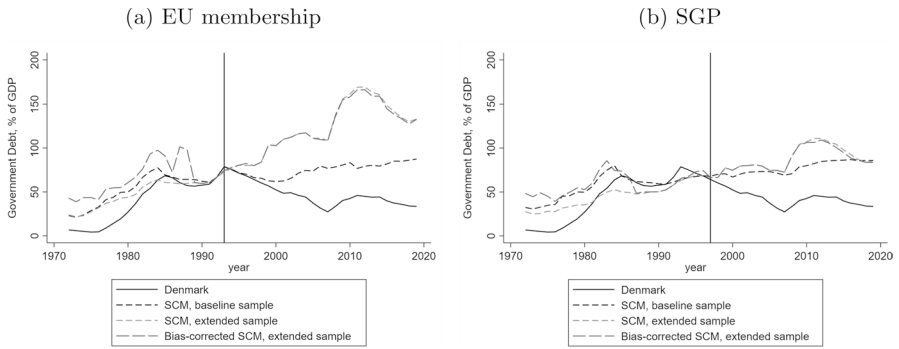 (a) EU membership
(b) SGP
Government Debt, % of GDP
200
150
100
50
0
1970
1980
1990
2000
2010
2020
year
Denmark
SCM, baseline sample
SCM, extended sample
Bias-corrected SCM, extended sample
Government Debt, % of GDP
200
150
100
50
0
1970
1980
1990
2000
2010
2020
year
Denmark
SCM, baseline sample
SCM, extended sample
Bias-corrected SCM, extended sample